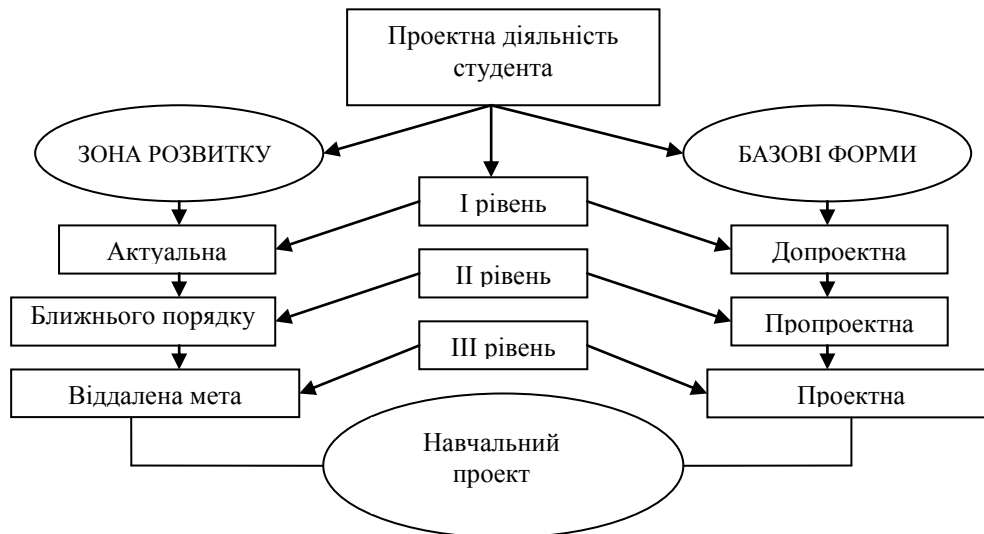 Проектна діяльність
студента
ЗОНА РОЗВИТКУ
БАЗОВІ ФОРМИ
І рівень
Актуальна
Допроектна
ІІ рівень
Ближнього порядку
Пропроектна
ІІІ рівень
Віддалена мета
Проектна
Навчальний
проект